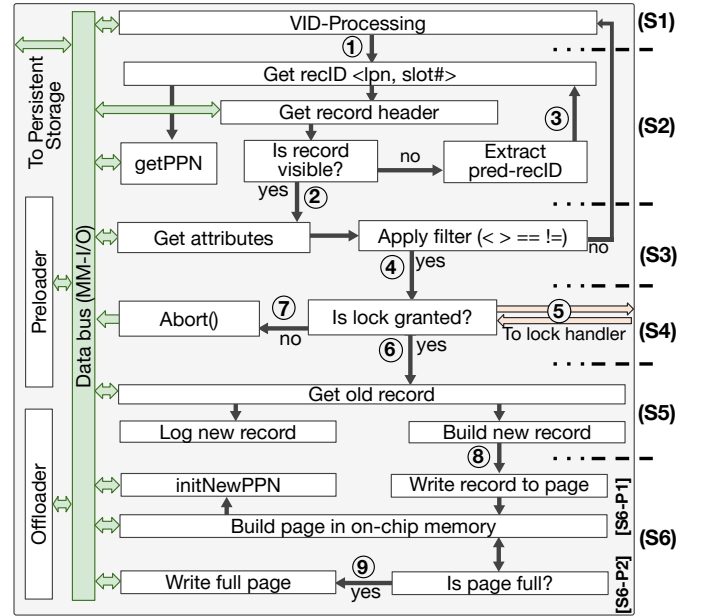 VID-Processing
(S1)
1
Get recID <lpn, slot#>
To Persistent
Storage
Get record header
3
(S2)
getPPN
Is record
visible?
no
Extract
pred-recID
yes
2
Get attributes
Apply filter (< > == !=)
no
(S3)
4
yes
Preloader
Data bus (MM-I/O)
Abort()
7
no
Is lock granted?
5
To lock handler
(S4)
6
yes
Get old record
(S5)
Log new record
Build new record
8
Offloader
initNewPPN
Write record to page
[S6-P1]
Build page in on-chip memory
(S6)
Write full page
9
yes
Is page full?
[S6-P2]